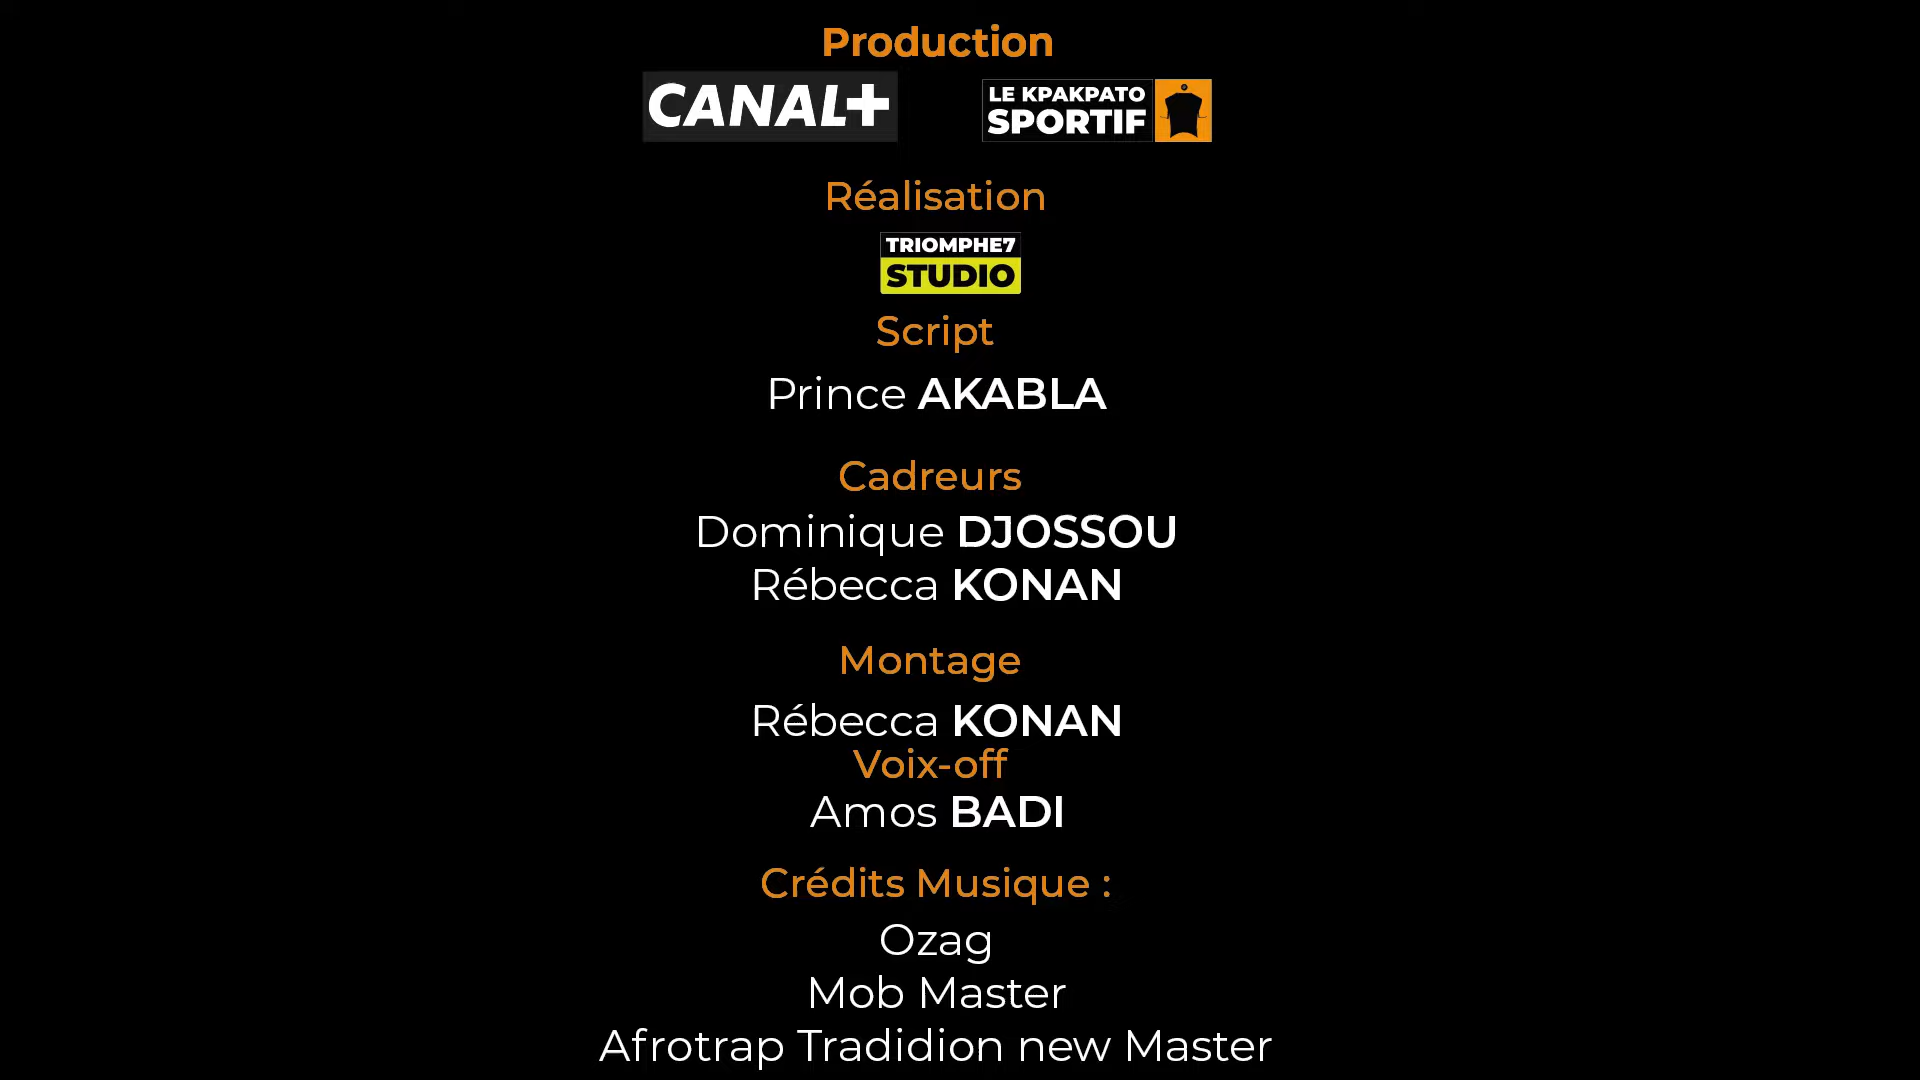 Production
CANAL+
LE KPAKPATO
SPORTIF
Réalisation
TRIOMPHE7
STUDIO
Script
Prince AKABLA
Cadreurs
Dominique DJOSSOU
Rébecca KONAN
Montage
Rébecca KONAN
Voix-off
Amos BADI
Crédits Musique :
Ozag
Mob Master
Afrotrap Tradidion new Master